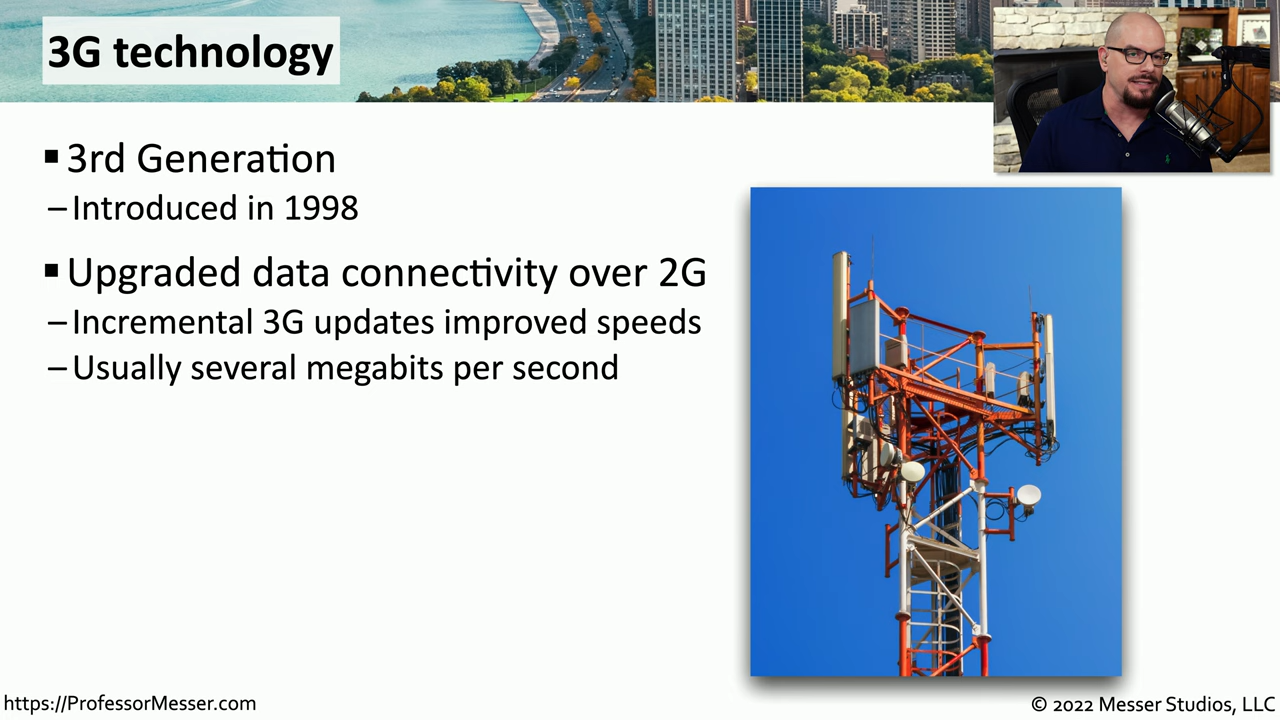 3G technology
▪ 3rd Generation
– Introduced in 1998
▪ Upgraded data connectivity over 2G
– Incremental 3G updates improved speeds
– Usually several megabits per second
https://ProfessorMesser.com
© 2022 Messer Studios, LLC